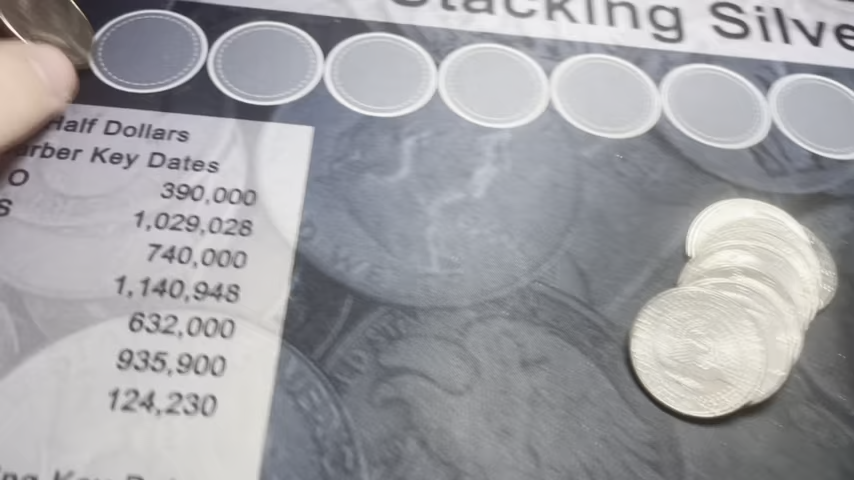 Stacking Silve
Half Dollars
arber Key Dates
O 390,000
S 1,029,028
740,000
1,140,948
632,000
935,900
124,230